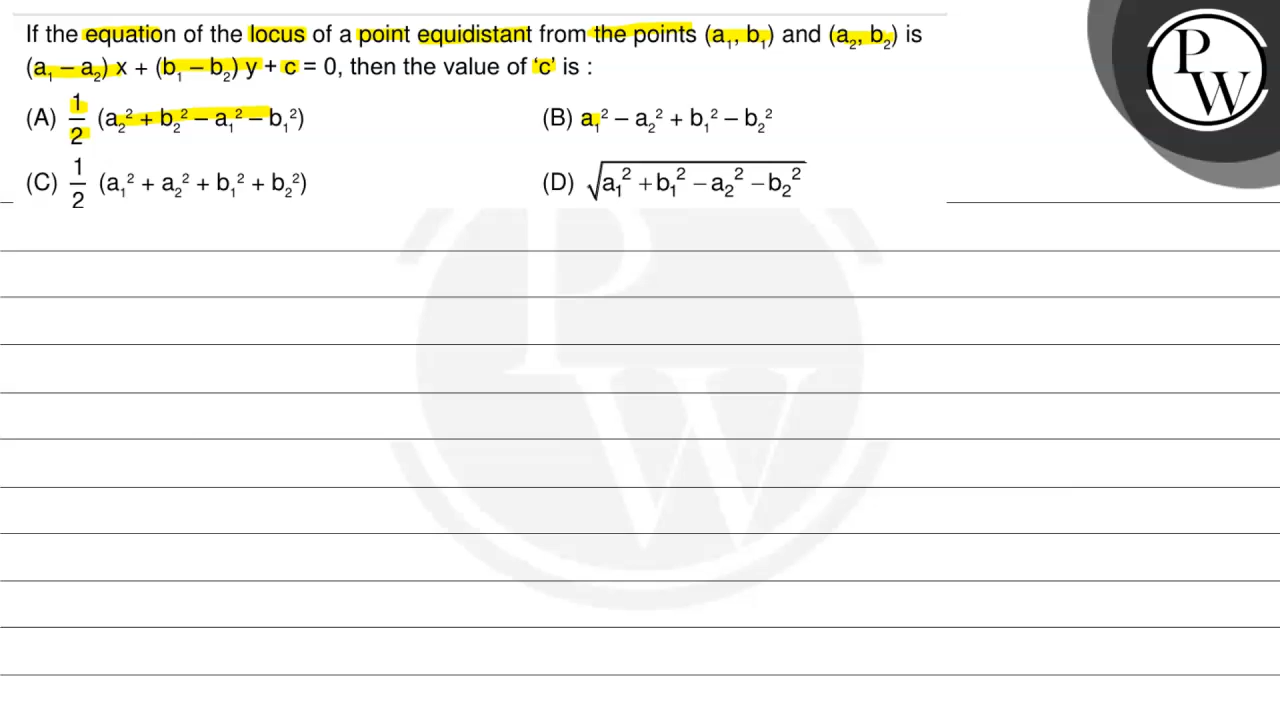 If the equation of the locus of a point equidistant from the points (a₁, b₁) and (a₂, b₂) is
(a₁ – a₂) x + (b₁ – b₂) y + c = 0, then the value of ‘c’ is :
(A) 1/2 (a₂² + b₂² – a₁² – b₁²)
(B) a₁² – a₂² + b₁² – b₂²
(C) 1/2 (a₁² + a₂² + b₁² + b₂²)
(D) √(a₁² + b₁² – a₂² – b₂²)
P W
P W